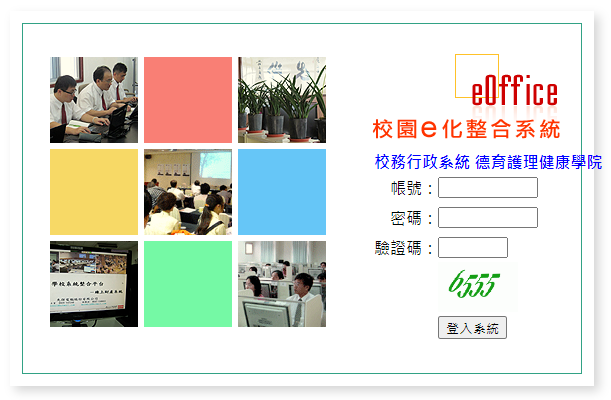 eOffice
校園e化整合系統
校務行政系統 德育護理健康學院
帳號：
密碼：
驗證碼：
6555
登入系統
學校系統整合平台